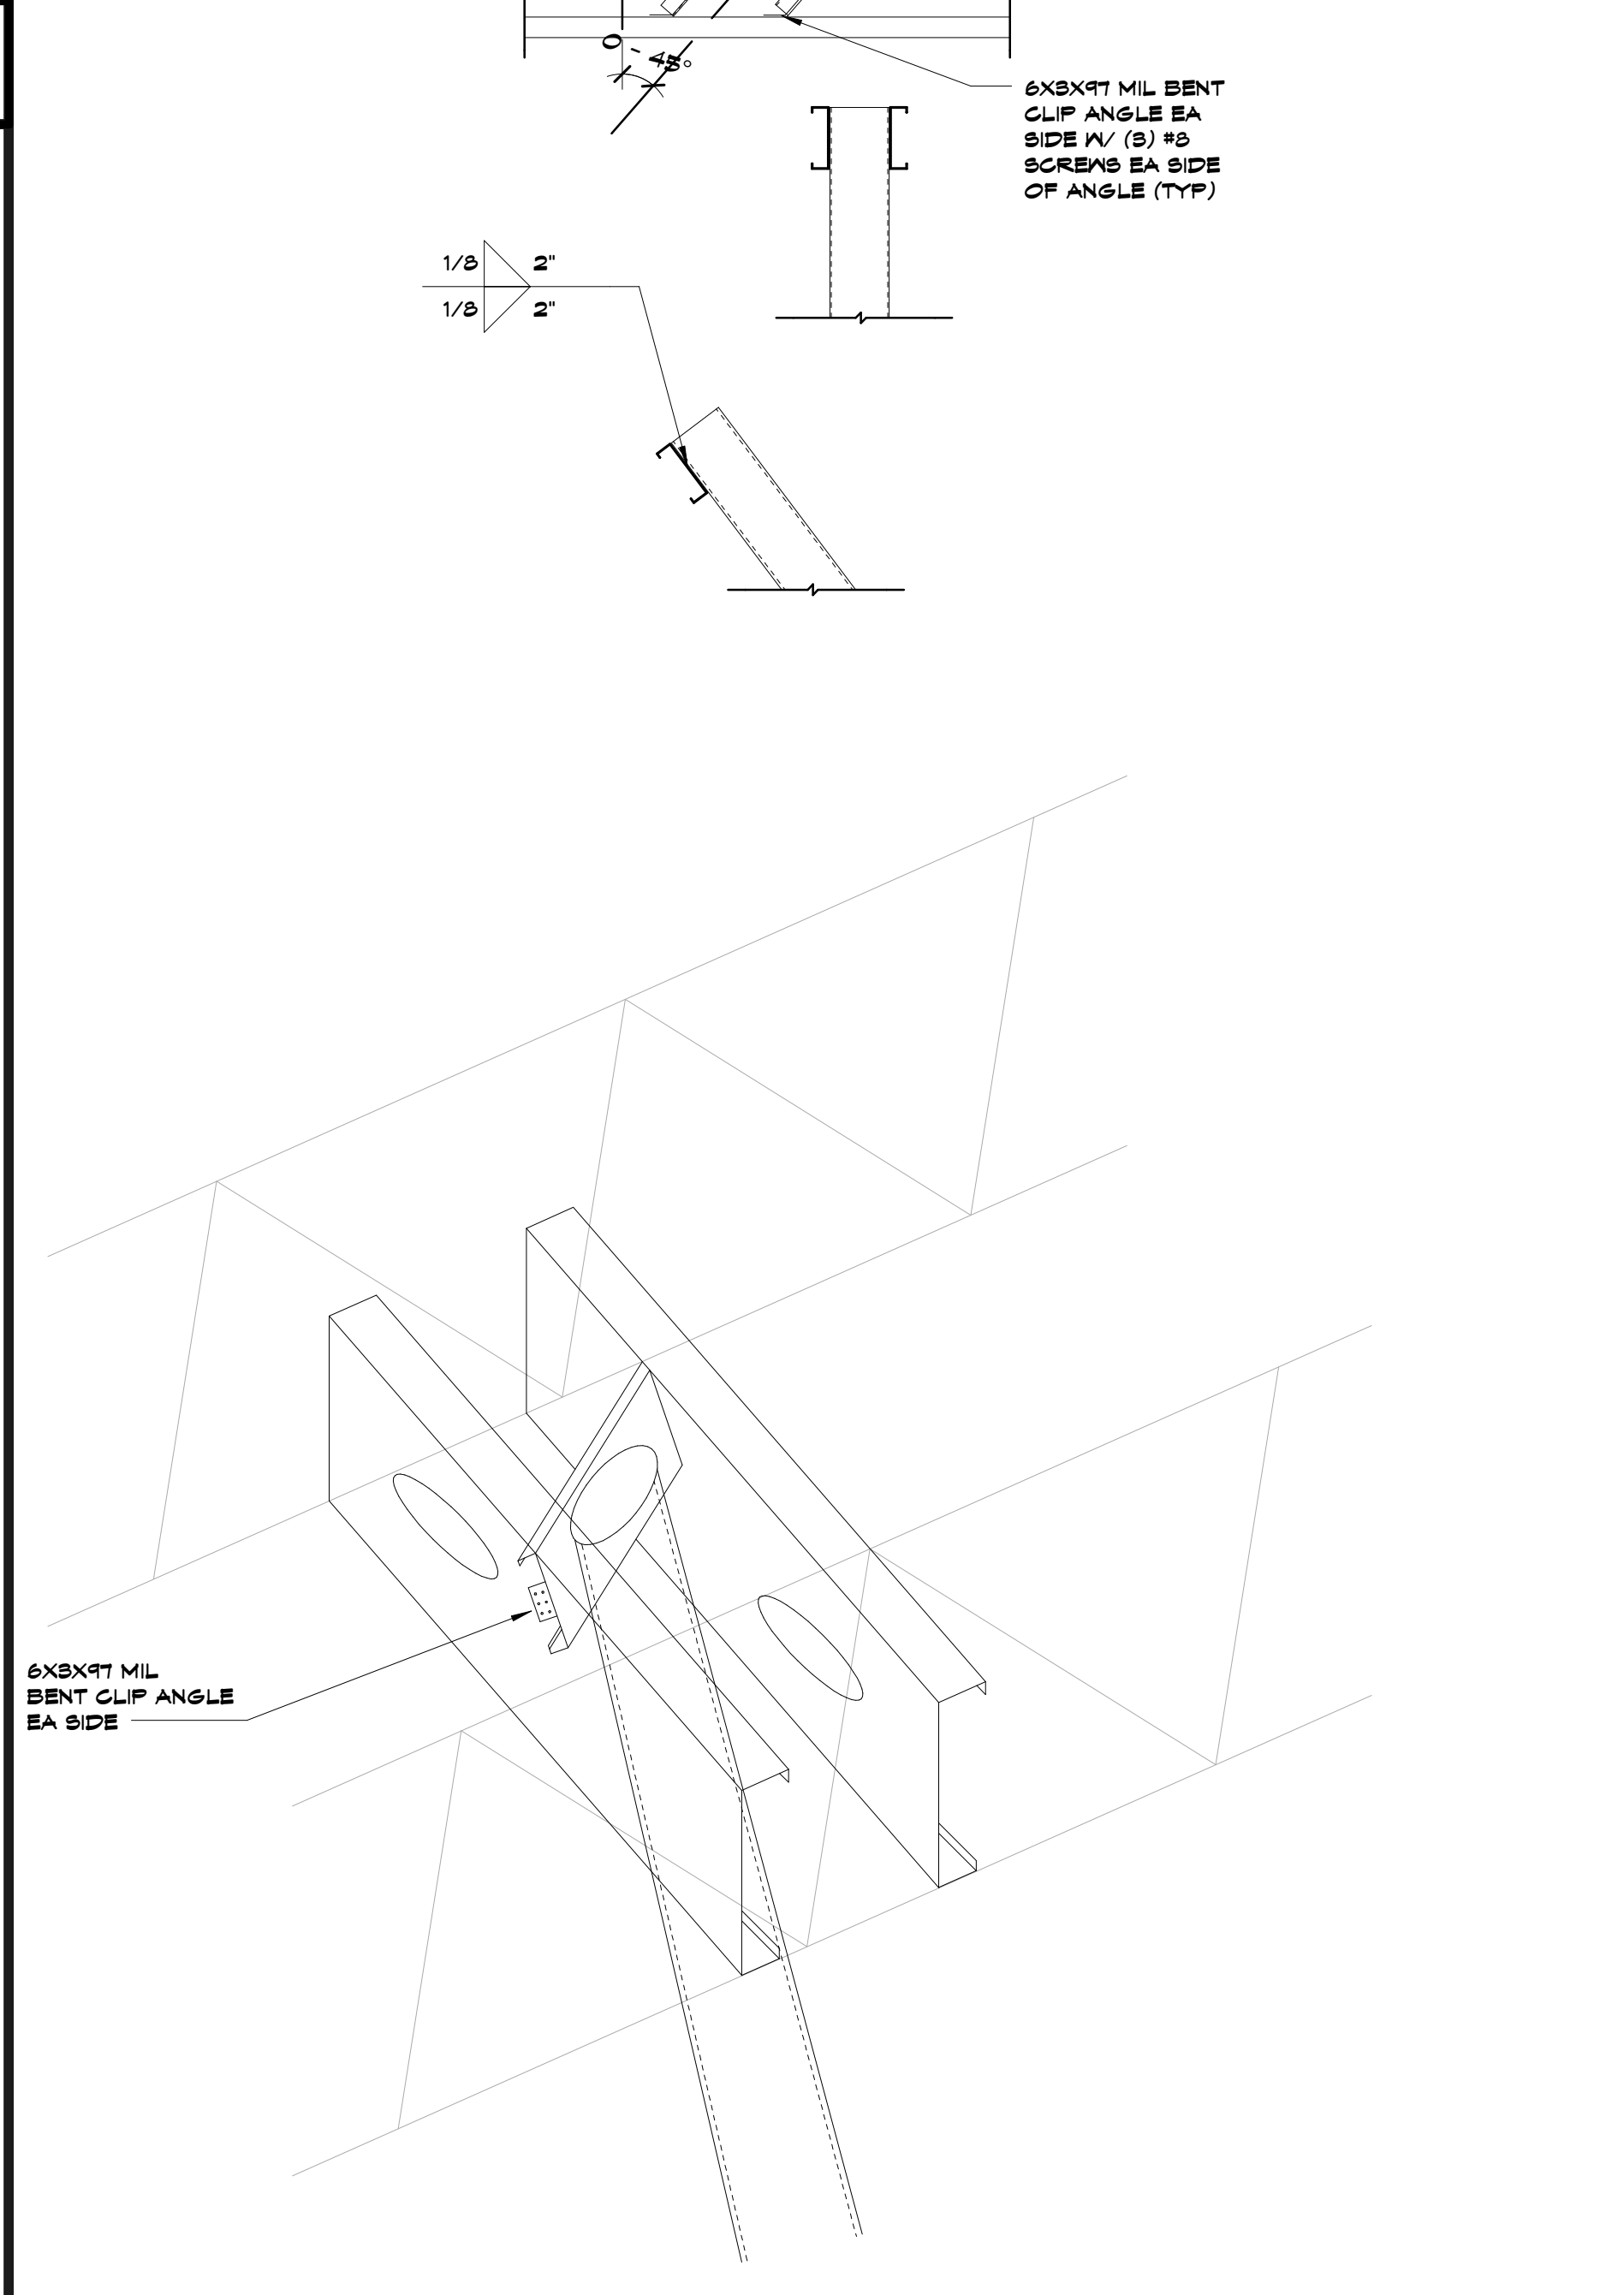 0 - 45°
6X3X97 MIL BENT
CLIP ANGLE EA
SIDE W/ (3) #8
SCREWS EA SIDE
OF ANGLE (TYP)
1/8 2"
1/8 2"
6X3X97 MIL
BENT CLIP ANGLE
EA SIDE